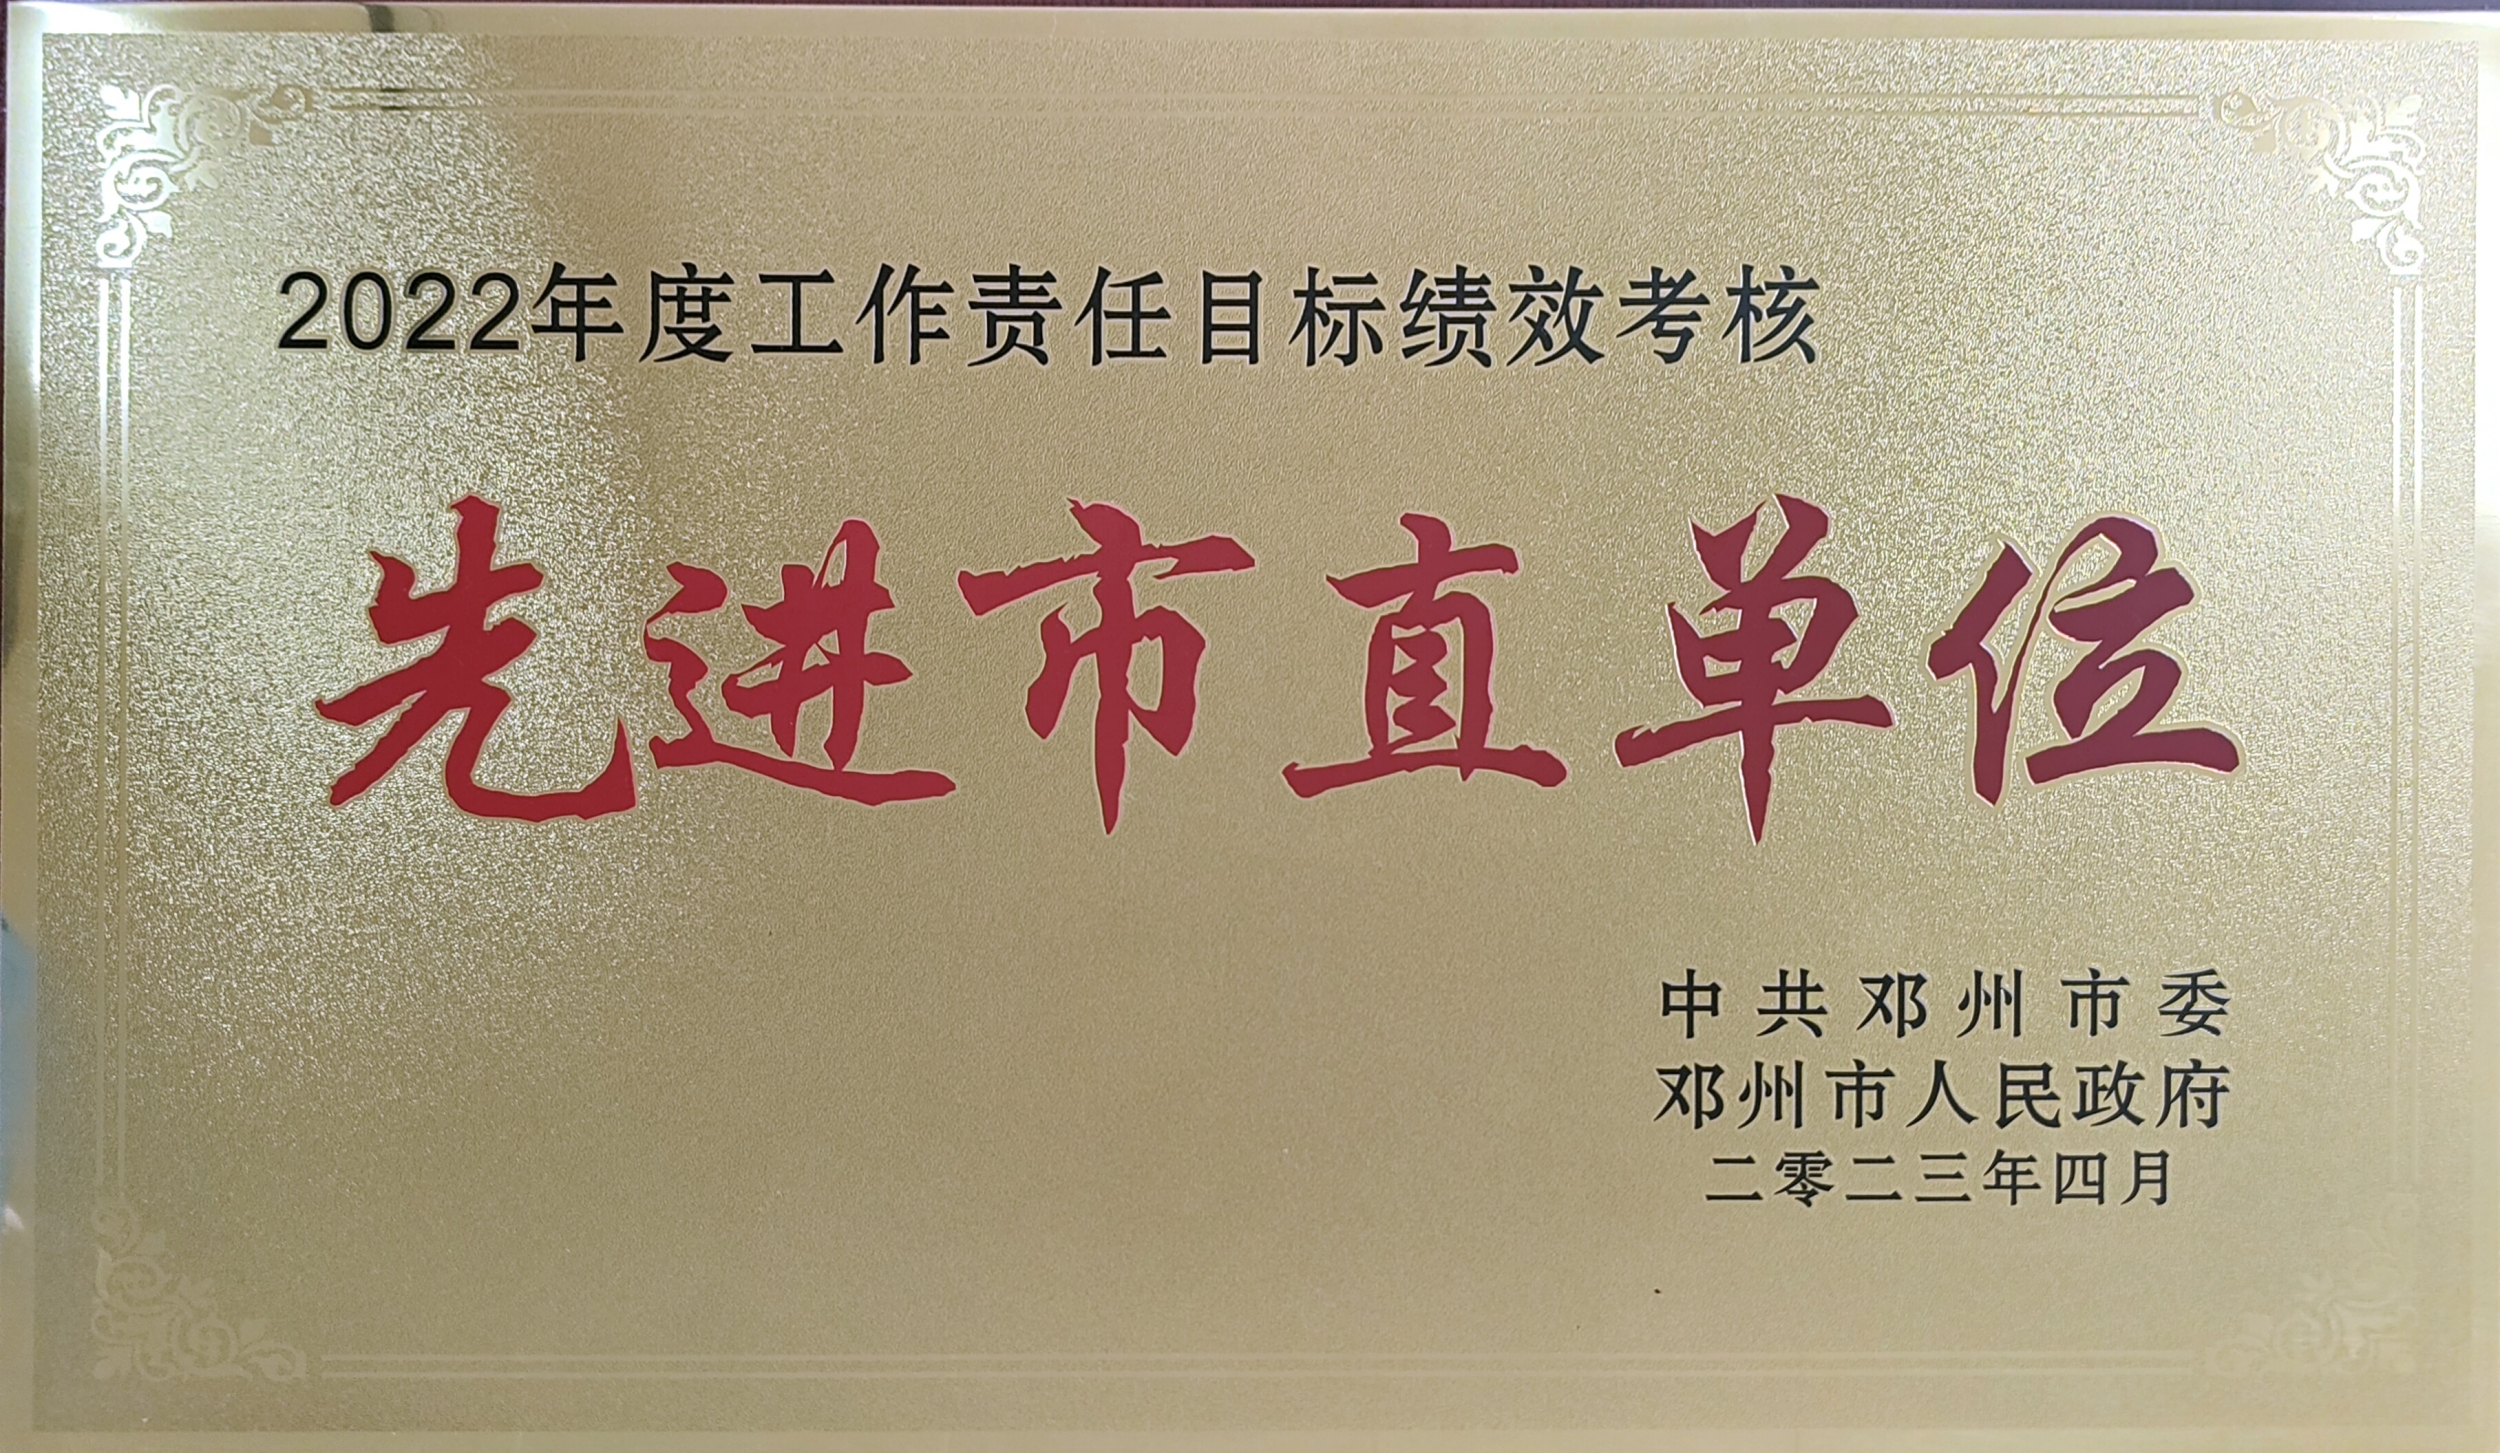 2022年度工作责任目标绩效考核
先进市直单位
中共邓州市委
邓州市人民政府
二零二三年四月